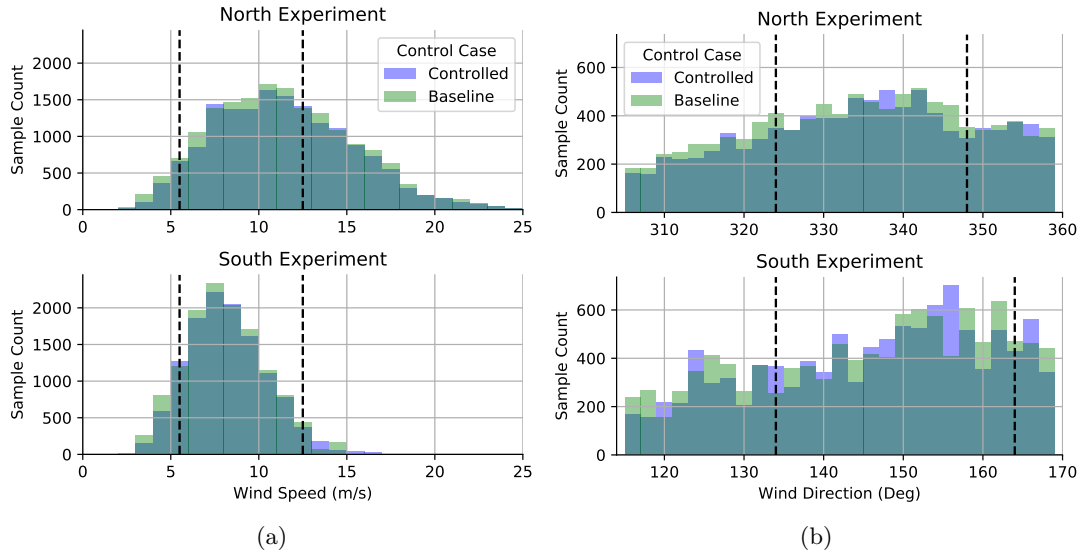 North Experiment
Sample Count
2000
1500
1000
500
0
Control Case
Controlled
Baseline
0 5 10 15 20 25
South Experiment
Sample Count
2000
1500
1000
500
0
0 5 10 15 20 25
Wind Speed (m/s)
(a)
North Experiment
Sample Count
600
400
200
0
Control Case
Controlled
Baseline
310 320 330 340 350 360
South Experiment
Sample Count
600
400
200
0
120 130 140 150 160 170
Wind Direction (Deg)
(b)